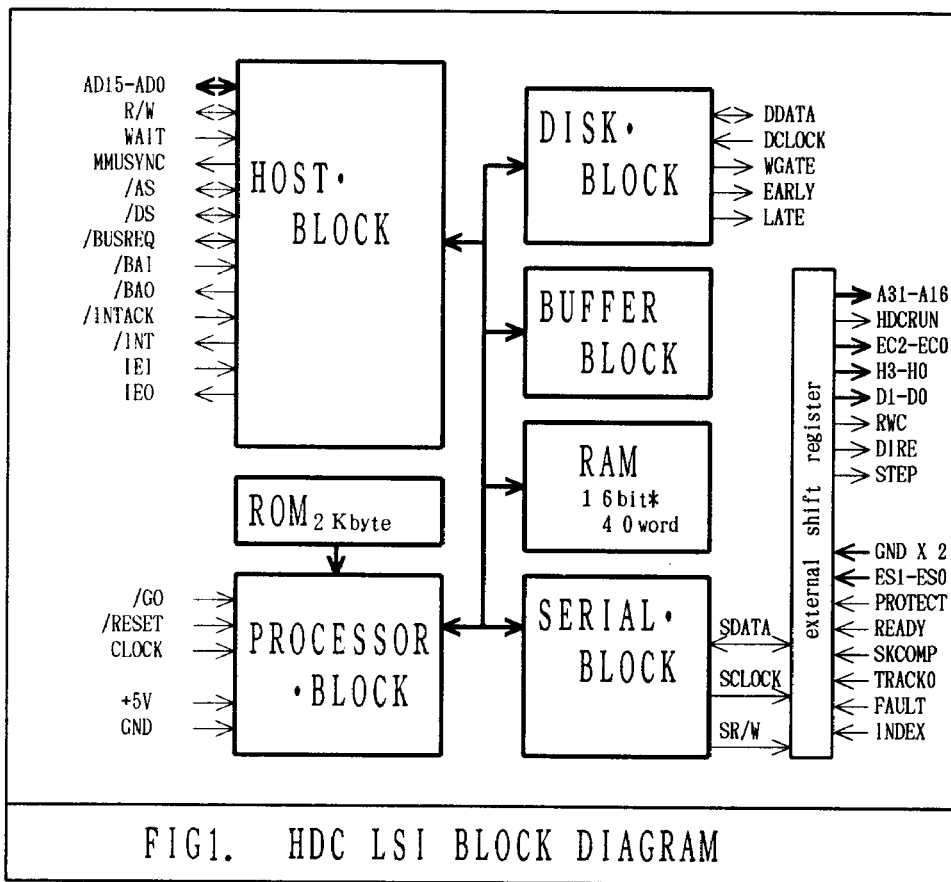 AD15-AD0
R/W
WAIT
MMUSYNC
/AS
/DS
/BUSREQ
/BAI
/BAO
/INTACK
/INT
IEI
IEO
HOST・
BLOCK
DISK・
BLOCK
DDATA
DCLOCK
WGATE
EARLY
LATE
BUFFER
BLOCK
RAM
16bit*
40word
ROM 2Kbyte
/GO
/RESET
CLOCK
+5V
GND
PROCESSOR
・BLOCK
SERIAL・
BLOCK
SDATA
SCLOCK
SR/W
external shift register
A31-A16
HDCRUN
EC2-EC0
H3-H0
D1-D0
RWC
DIRE
STEP
GND X 2
ES1-ES0
PROTECT
READY
SKCOMP
TRACK0
FAULT
INDEX
FIG1. HDC LSI BLOCK DIAGRAM